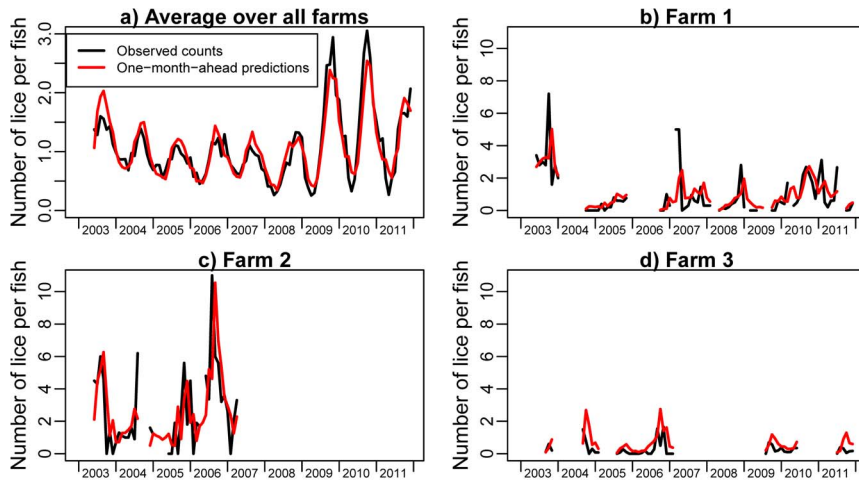 a) Average over all farms
Number of lice per fish
0.0 1.0 2.0 3.0
Observed counts
One−month−ahead predictions
2003 2004 2005 2006 2007 2008 2009 2010 2011
b) Farm 1
Number of lice per fish
0 2 4 6 8 10
2003 2004 2005 2006 2007 2008 2009 2010 2011
c) Farm 2
Number of lice per fish
0 2 4 6 8 10
2003 2004 2005 2006 2007 2008 2009 2010 2011
d) Farm 3
Number of lice per fish
0 2 4 6 8 10
2003 2004 2005 2006 2007 2008 2009 2010 2011